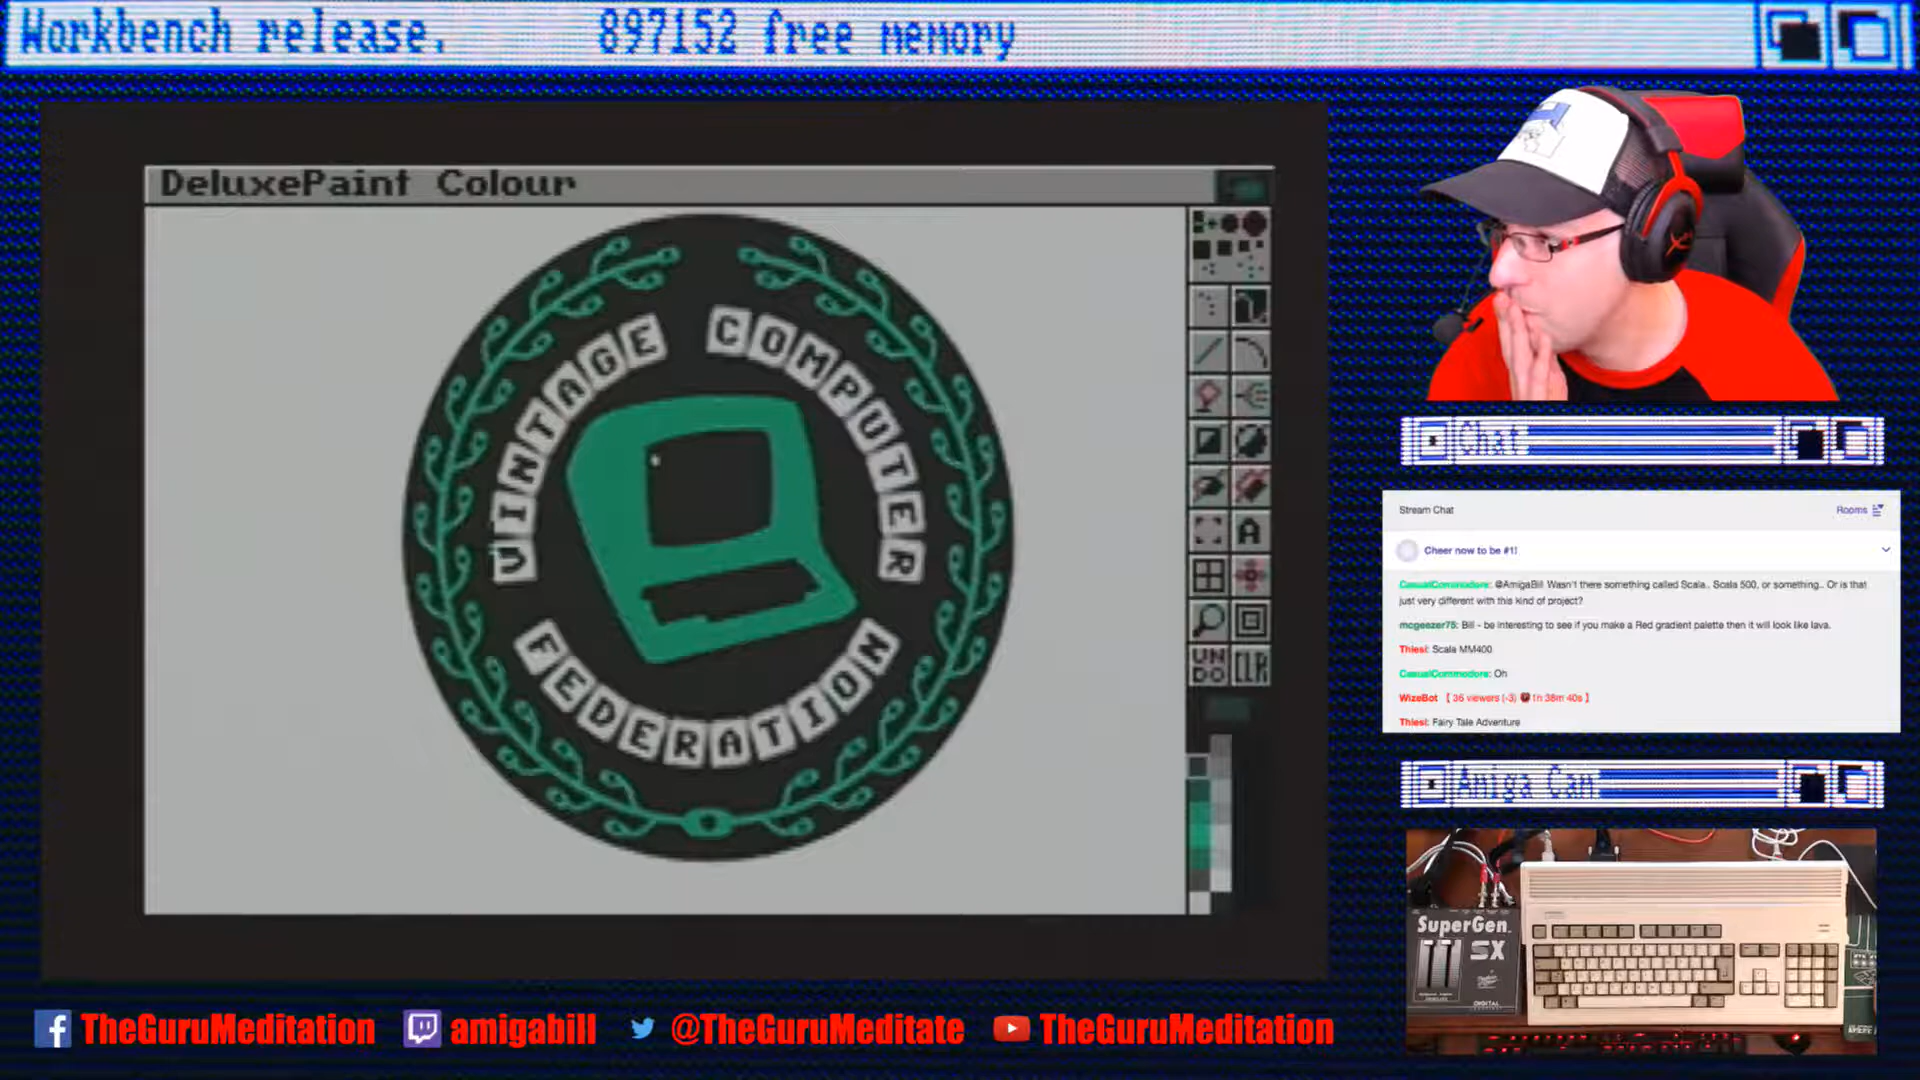 Workbench release. 897152 free memory
DeluxePaint Colour
VINTAGE COMPUTER
FEDERATION
UN
DO CLR
A
Chat
Stream Chat
Rooms
Cheer now to be #1!
CasualCommodore: @AmigaBill Wasn't there something called Scala.. Scala 500, or something.. Or is that
just very different with this kind of project?
mcgeezer75: Bill - be interesting to see if you make a Red gradient palette then it will look like lava.
Thiesi: Scala MM400
CasualCommodore: Oh
WizeBot [ 36 viewers (-3) 1h 38m 40s ]
Thiesi: Fairy Tale Adventure
Amiga Cam
SuperGen
SX
DIGITAL
TheGuruMeditation amigabill @TheGuruMeditate TheGuruMeditation